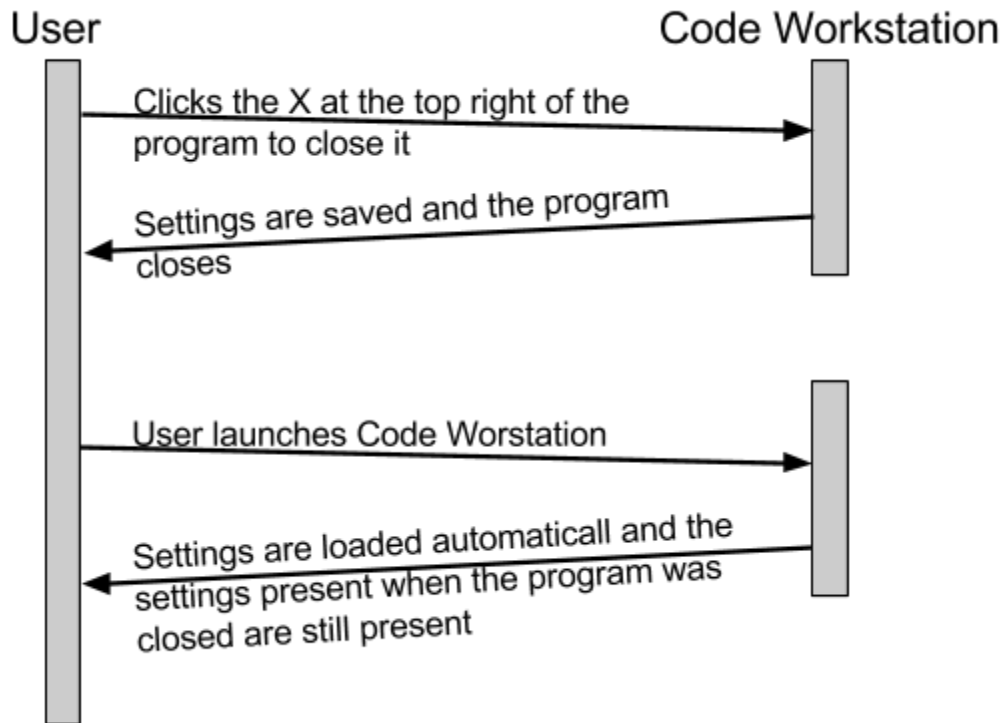 User
Code Workstation
Clicks the X at the top right of the
program to close it
Settings are saved and the program
closes
User launches Code Worstation
Settings are loaded automaticall and the
settings present when the program was
closed are still present